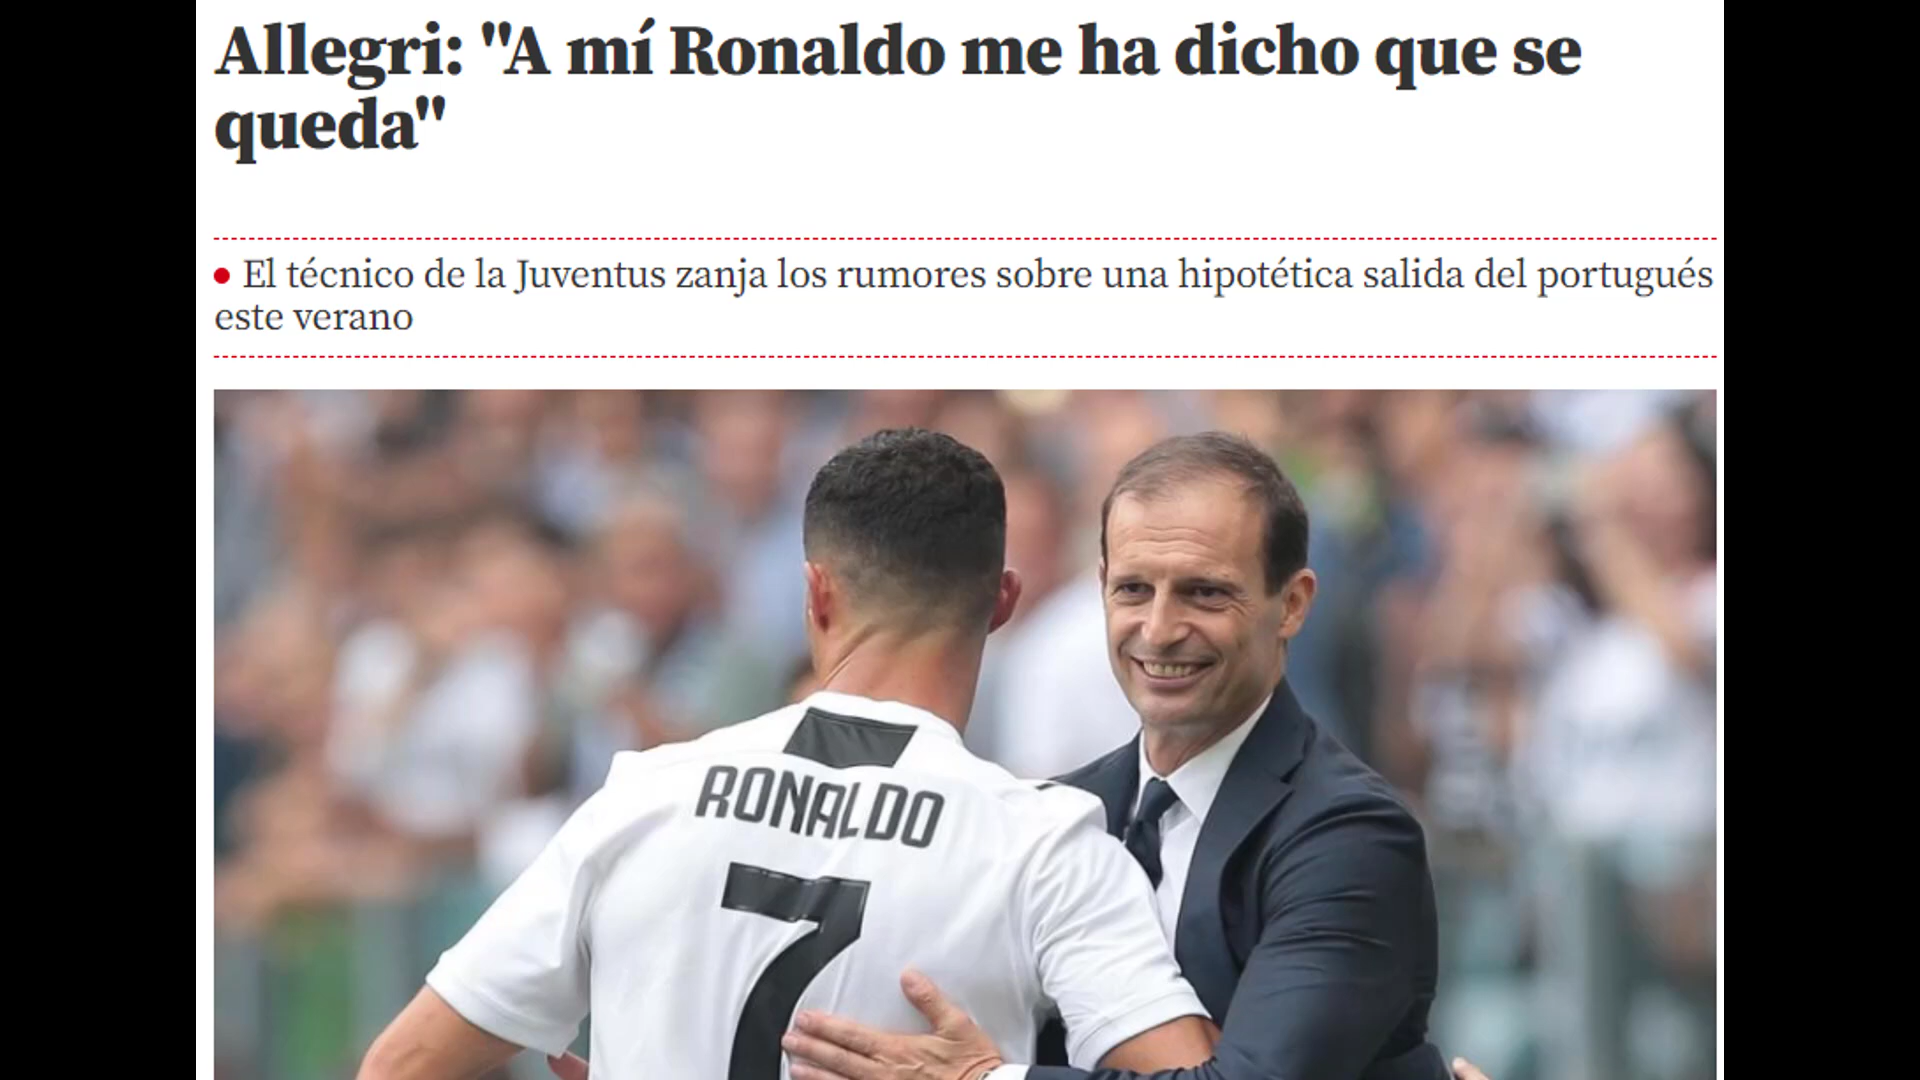 Allegri: "A mí Ronaldo me ha dicho que se
queda"
El técnico de la Juventus zanja los rumores sobre una hipotética salida del portugués
este verano
RONALDO
7